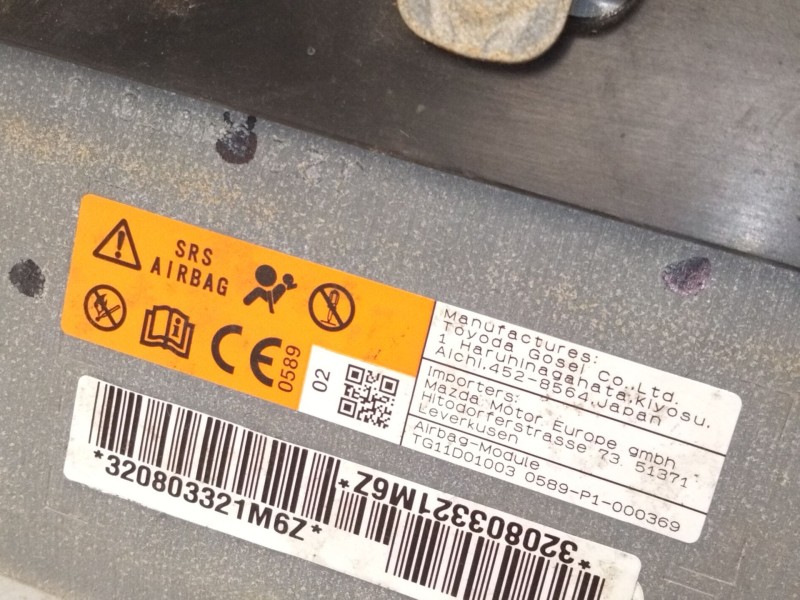 SRS
AIRBAG
CE
0589
02
Manufactures:
Toyoda Gosei Co.,Ltd.
1 Haruhinagahata,Kiyosu,
Aichi.452-8564.Japan
Importers:
Mazda Motor Europe gmbh
Hitodorferstrasse 73 51371
Leverkusen
Airbag-Module
TG11D01003 0589-P1-000369
*320803321M6Z*
*320803321M6Z*